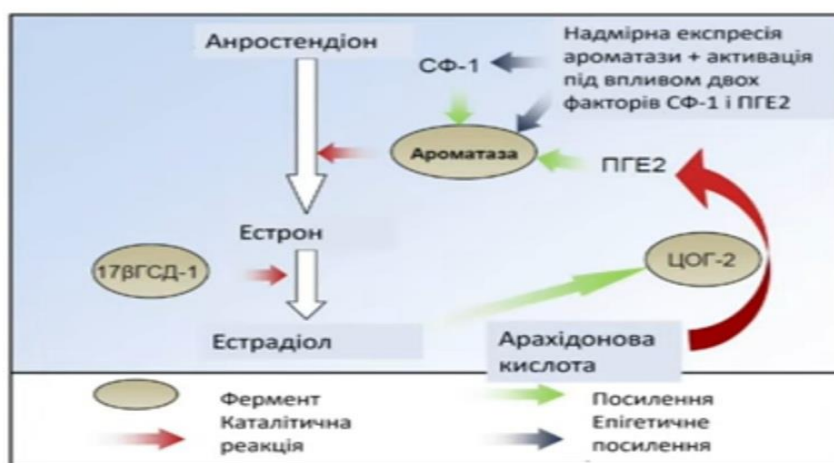 Анростендіон
СФ-1
Надмірна експресія
ароматази + активація
під впливом двох
факторів СФ-1 і ПГЕ2
Ароматаза
ПГЕ2
Естрон
17βГСД-1
ЦОГ-2
Естрадіол
Арахідонова
кислота
Фермент
Каталітична
реакція
Посилення
Епігетичне
посилення